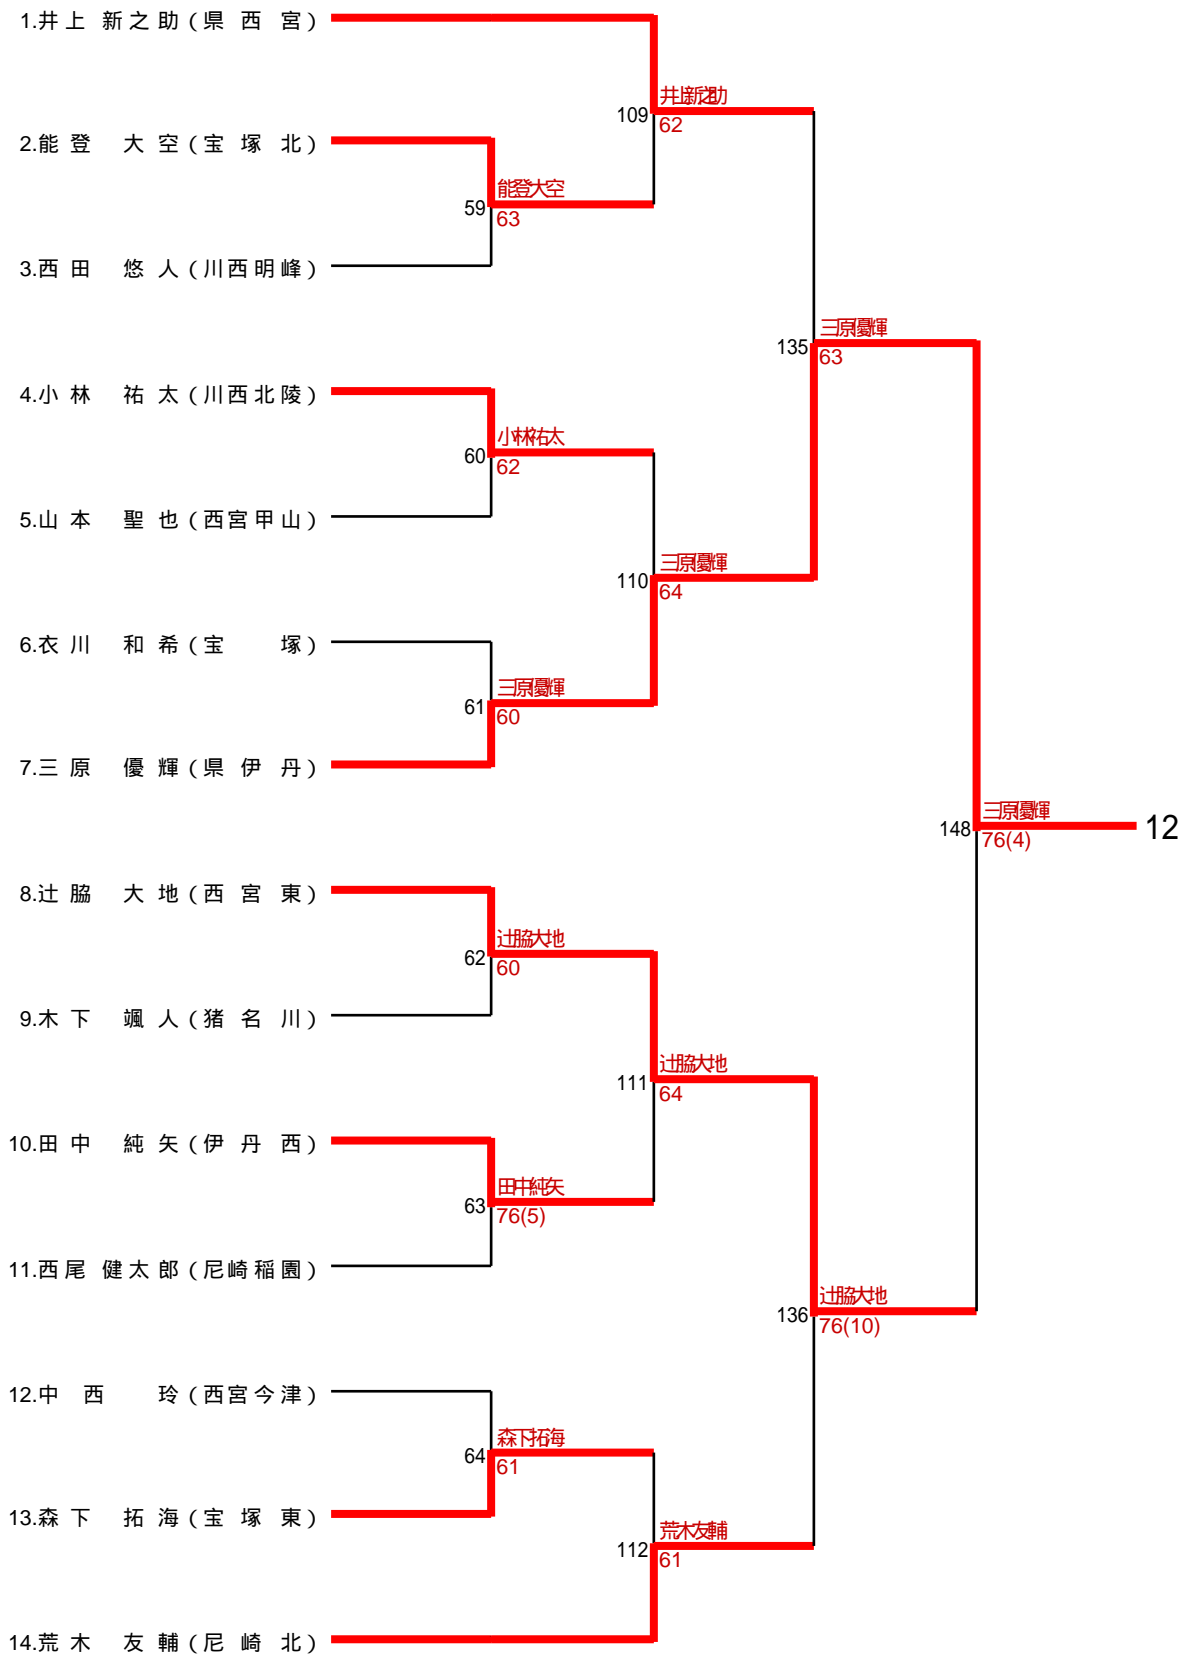 1.井上 新之助(県 西 宮)
井上新之助
109
62
2.能登 大空(宝塚北)
能登大空
59
63
3.西田 悠人(川西明峰)
三原優輝
135
63
4.小林 祐太(川西北陵)
小林祐太
60
62
5.山本 聖也(西宮甲山)
三原優輝
110
64
6.衣川 和希(宝 塚)
三原優輝
61
60
7.三原 優輝(県伊丹)
三原優輝
148
12
76(4)
8.辻脇 大地(西宮東)
辻脇大地
62
60
9.木下 颯人(猪名川)
辻脇大地
111
64
10.田中 純矢(伊丹西)
田中純矢
63
76(5)
11.西尾 健太郎(尼崎稲園)
辻脇大地
136
76(10)
12.中西 玲(西宮今津)
森下拓海
64
61
13.森下 拓海(宝塚東)
荒木友輔
112
61
14.荒木 友輔(尼崎北)